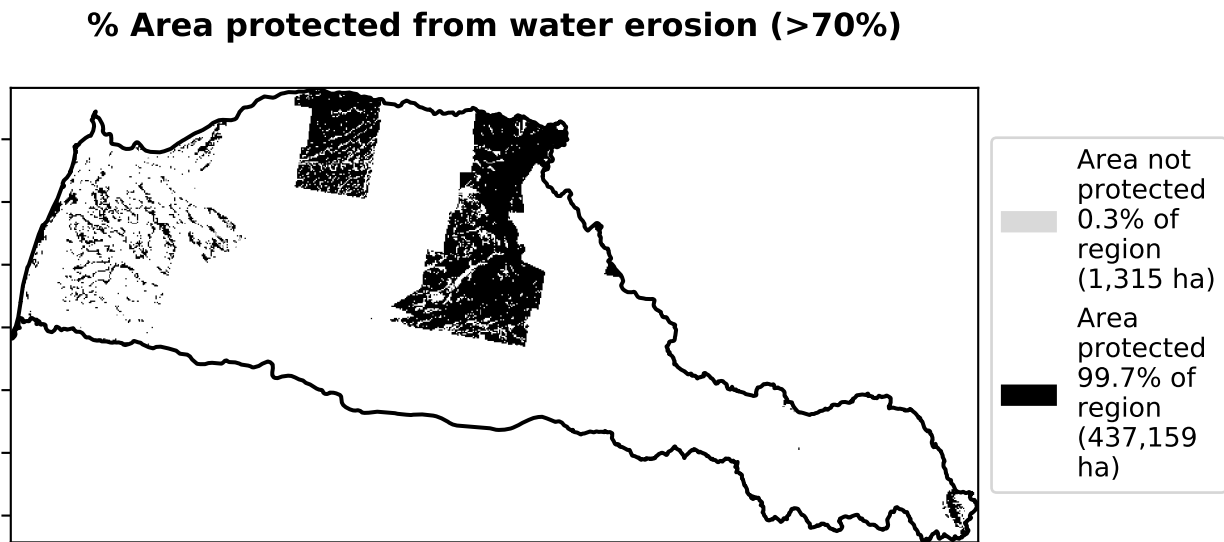 % Area protected from water erosion (>70%)
Area not
protected
0.3% of
region
(1,315 ha)
Area
protected
99.7% of
region
(437,159
ha)